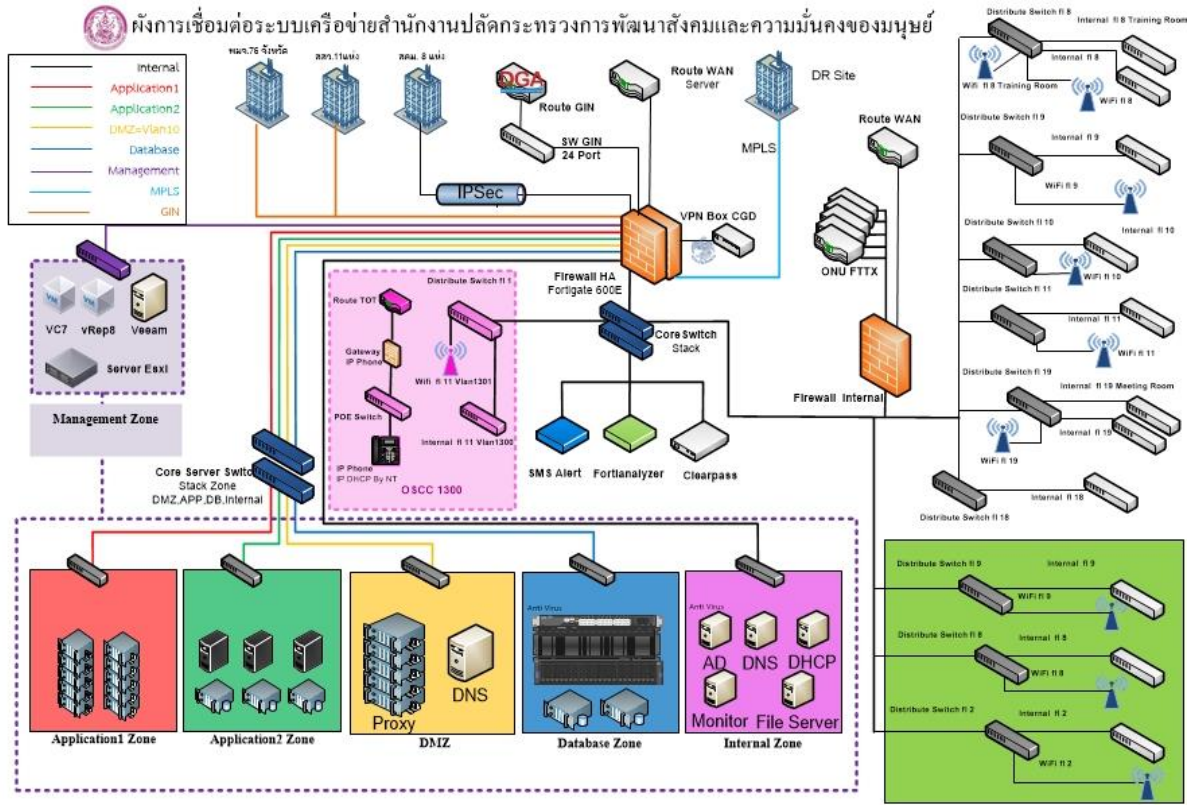 ผังการเชื่อมต่อระบบเครือข่ายสำนักงานปลัดกระทรวงการพัฒนาสังคมและความมั่นคงของมนุษย์
Internal
Application1
Application2
DMZ=Vlan10
Database
Management
MPLS
GIN
พมจ.76 จังหวัด
สสว.11แห่ง
สคม. 8 แห่ง
DGA
Route GIN
SW GIN
24 Port
Route WAN
Server
DR Site
MPLS
IPSec
VPN Box CGD
Firewall HA
Fortigate 600E
Route WAN
ONU FTTX
Firewall Internal
Core Switch
Stack
SMS Alert
Fortianalyzer
Clearpass
VM
VM
VC7
vRep8
Veeam
Server Esxi
Management Zone
Distribute Switch fl 1
Route TOT
Gateway
IP Phone
Wifi fl 11 Vlan1301
POE Switch
Internal fl 11 Vlan1300
IP Phone
IP.DHCP By NT
OSCC 1300
Core Server Switc
Stack Zone
DMZ,APP,DB,Internal
Application1 Zone
Application2 Zone
Proxy
DNS
DMZ
Anti Virus
Database Zone
Anti Virus
AD
DNS
DHCP
Monitor
File Server
Internal Zone
Distribute Switch fl 8
Internal fl 8 Training Room
Internal fl 8
Wifi fl 8 Training Room
WiFi fl 8
Distribute Switch fl 9
Internal fl 9
WiFi fl 9
Internal fl 10
Distribute Switch fl 10
WiFi fl 10
Distribute Switch fl 11
Internal fl 11
WiFi fl 11
Distribute Switch fl 19
Internal fl 19 Meeting Room
Internal fl 19
WiFi fl 19
Internal fl 18
Distribute Switch fl 18
Distribute Switch fl 9
Internal fl 9
WiFi fl 9
Distribute Switch fl 8
Internal fl 8
WiFi fl 8
Distribute Switch fl 2
Internal fl 2
WiFi fl 2